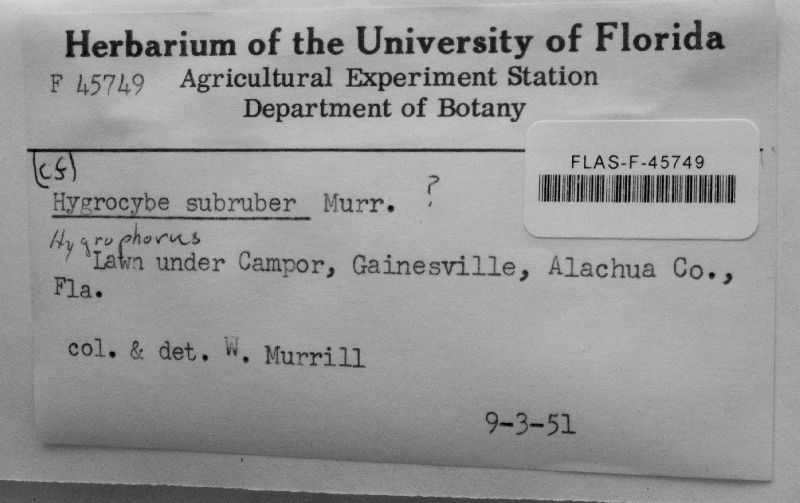 Herbarium of the University of Florida
F 45749 Agricultural Experiment Station
Department of Botany
FLAS-F-45749
(CS)
Hygrocybe subruber Murr. ?
Hygrophorus
Lawn under Campor, Gainesville, Alachua Co.,
Fla.
col. & det. W. Murrill
9-3-51